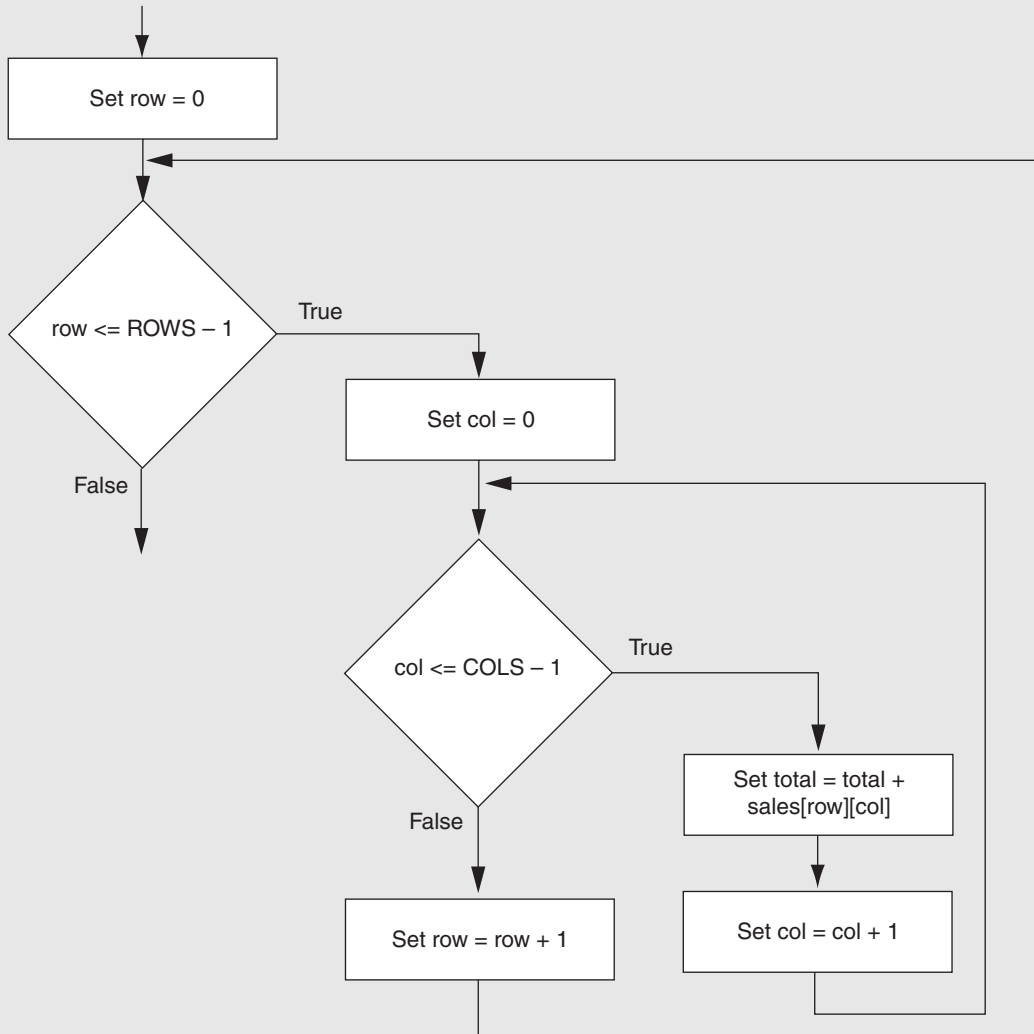 Set row = 0
row <= ROWS – 1
True
False
Set col = 0
col <= COLS – 1
True
False
Set total = total +
sales[row][col]
Set col = col + 1
Set row = row + 1